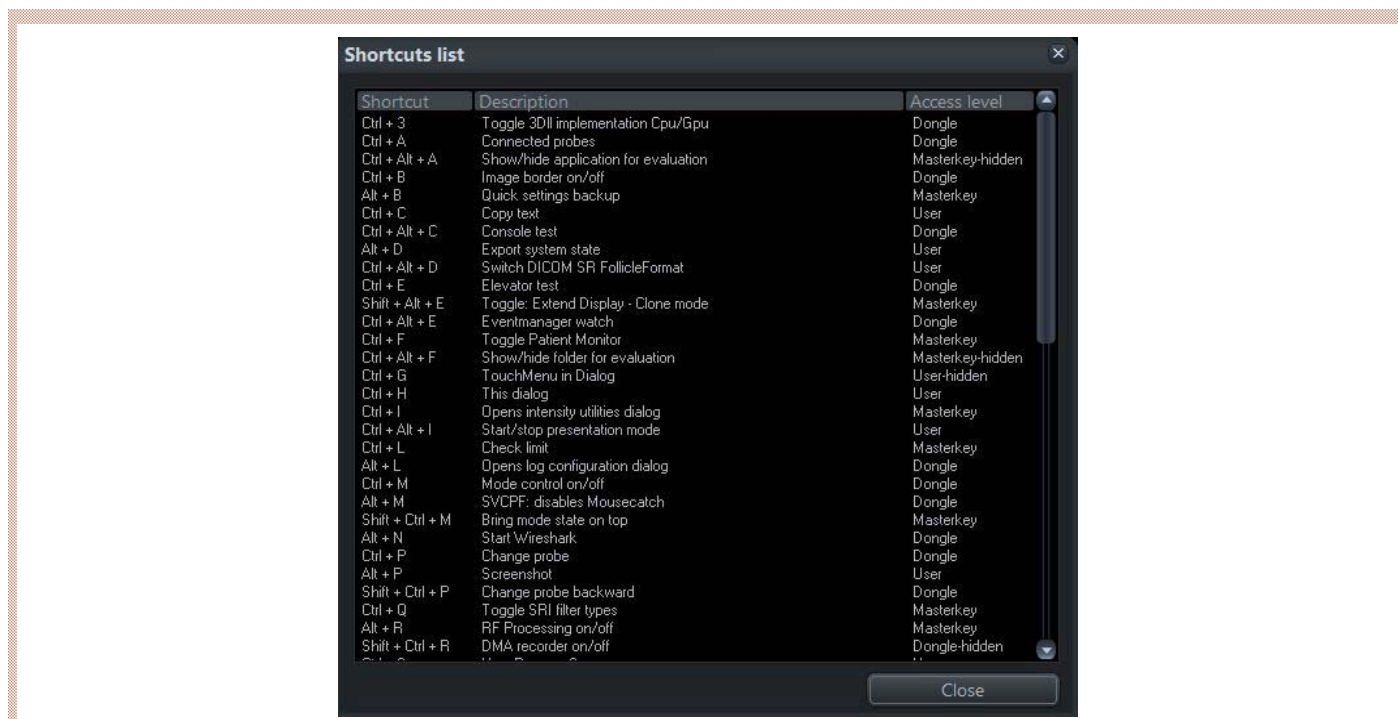 Shortcuts list
Shortcut Description Access level
Ctrl + 3 Toggle 3DII implementation Cpu/Gpu Dongle
Ctrl + A Connected probes Dongle
Ctrl + Alt + A Show/hide application for evaluation Masterkey-hidden
Ctrl + B Image border on/off Dongle
Alt + B Quick settings backup Masterkey
Ctrl + C Copy text User
Ctrl + Alt + C Console test Dongle
Alt + D Export system state User
Ctrl + Alt + D Switch DICOM SR FollicleFormat User
Ctrl + E Elevator test Dongle
Shift + Alt + E Toggle: Extend Display - Clone mode Masterkey
Ctrl + Alt + E Eventmanager watch Dongle
Ctrl + F Toggle Patient Monitor Masterkey
Ctrl + Alt + F Show/hide folder for evaluation Masterkey-hidden
Ctrl + G TouchMenu in Dialog User-hidden
Ctrl + H This dialog User
Ctrl + I Opens intensity utilities dialog Masterkey
Ctrl + Alt + I Start/stop presentation mode User
Ctrl + L Check limit Masterkey
Alt + L Opens log configuration dialog Dongle
Ctrl + M Mode control on/off Dongle
Alt + M SVCPF: disables Mousecatch Dongle
Shift + Ctrl + M Bring mode state on top Masterkey
Alt + N Start Wireshark Dongle
Ctrl + P Change probe Dongle
Alt + P Screenshot User
Shift + Ctrl + P Change probe backward Dongle
Ctrl + Q Toggle SRI filter types Masterkey
Alt + R RF Processing on/off Masterkey
Shift + Ctrl + R DMA recorder on/off Dongle-hidden
Close